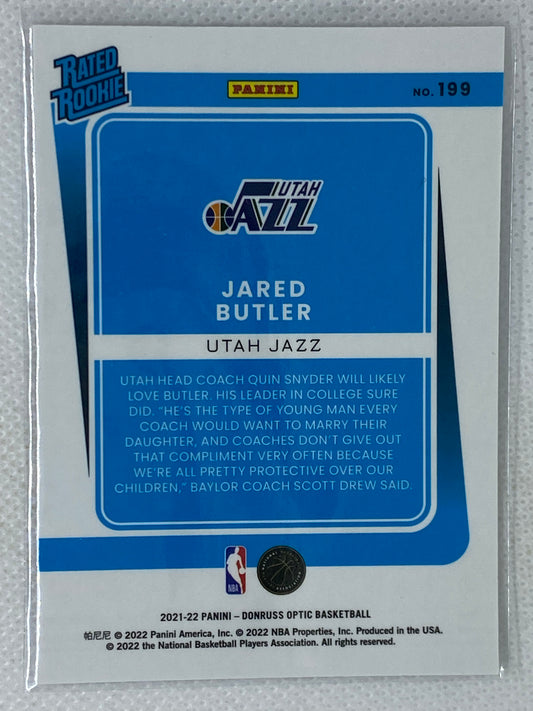 RATED
ROOKIE
PANINI
NO. 199
UTAH
JAZZ
JARED
BUTLER
UTAH JAZZ
UTAH HEAD COACH QUIN SNYDER WILL LIKELY
LOVE BUTLER. HIS LEADER IN COLLEGE SURE
DID. “HE’S THE TYPE OF YOUNG MAN EVERY
COACH WOULD WANT TO MARRY THEIR
DAUGHTER, AND COACHES DON’T GIVE OUT
THAT COMPLIMENT VERY OFTEN BECAUSE
WE’RE ALL PRETTY PROTECTIVE OVER OUR
CHILDREN,” BAYLOR COACH SCOTT DREW SAID.
NBA
2021-22 PANINI – DONRUSS OPTIC BASKETBALL
帕尼尼 © 2022 Panini America, Inc. © 2022 NBA Properties, Inc. Produced in the USA.
© 2022 the National Basketball Players Association. All rights reserved.